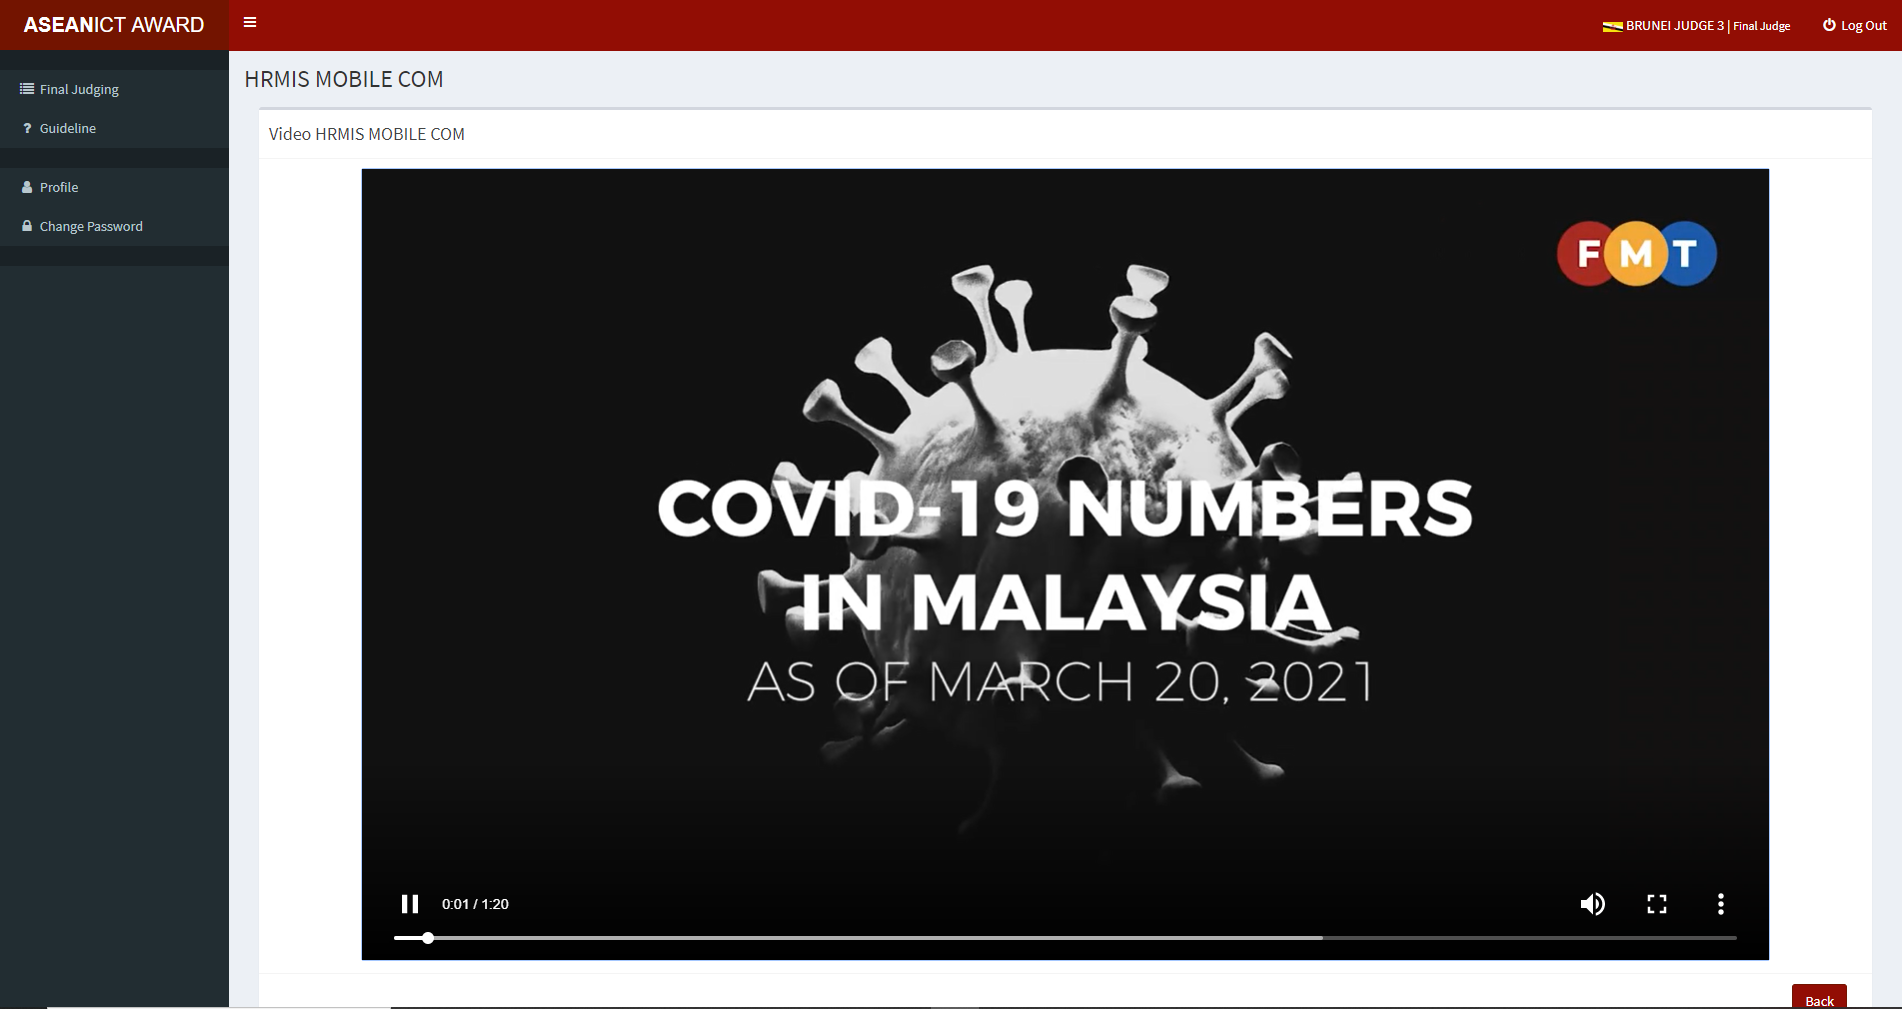 ASEANICT AWARD
BRUNEI JUDGE 3 | Final Judge
Log Out
Final Judging
? Guideline
Profile
Change Password
HRMIS MOBILE COM
Video HRMIS MOBILE COM
FMT
COVID-19 NUMBERS
IN MALAYSIA
AS OF MARCH 20, 2021
0:01 / 1:20
Back